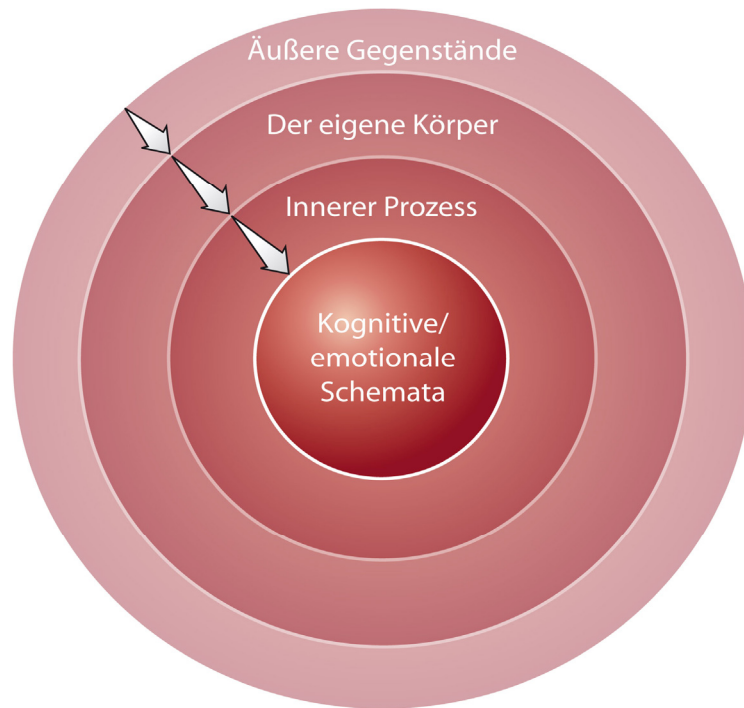 Äußere Gegenstände
Der eigene Körper
Innerer Prozess
Kognitive/
emotionale
Schemata